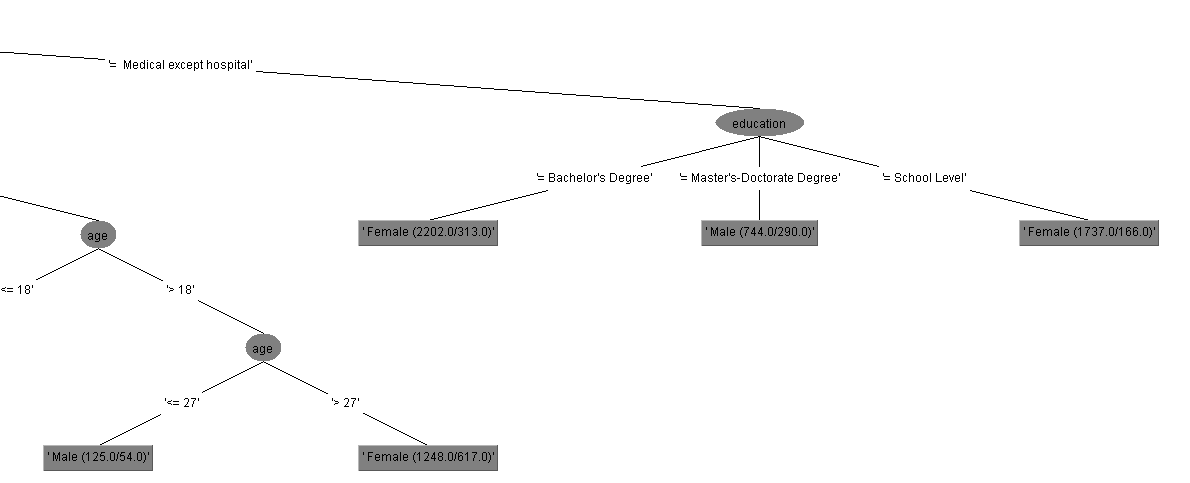 '= Medical except hospital'
education
'= Bachelor's Degree'
'= Master's-Doctorate Degree'
'= School Level'
' Female (2202.0/313.0)'
' Male (744.0/290.0)'
' Female (1737.0/166.0)'
age
<= 18'
'> 18'
age
'<= 27'
'> 27'
' Male (125.0/54.0)'
' Female (1248.0/617.0)'